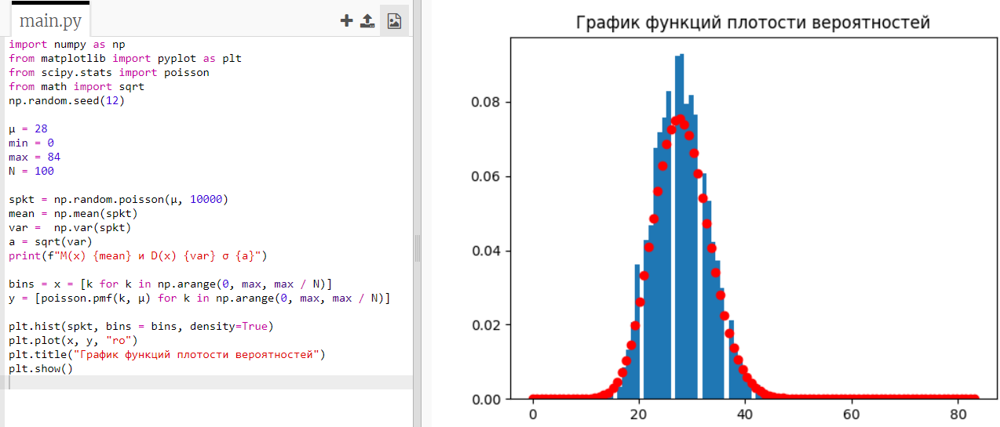 main.py
import numpy as np
from matplotlib import pyplot as plt
from scipy.stats import poisson
from math import sqrt
np.random.seed(12)
μ = 28
min = 0
max = 84
N = 100
spkt = np.random.poisson(μ, 10000)
mean = np.mean(spkt)
var =  np.var(spkt)
a = sqrt(var)
print(f"M(x) {mean} и D(x) {var} σ {a}")
bins = x = [k for k in np.arange(0, max, max / N)]
y = [poisson.pmf(k, μ) for k in np.arange(0, max, max / N)]
plt.hist(spkt, bins = bins, density=True)
plt.plot(x, y, "ro")
plt.title("График функций плотости вероятностей")
plt.show()
График функций плотости вероятностей
0.08
0.06
0.04
0.02
0.00
0 20 40 60 80